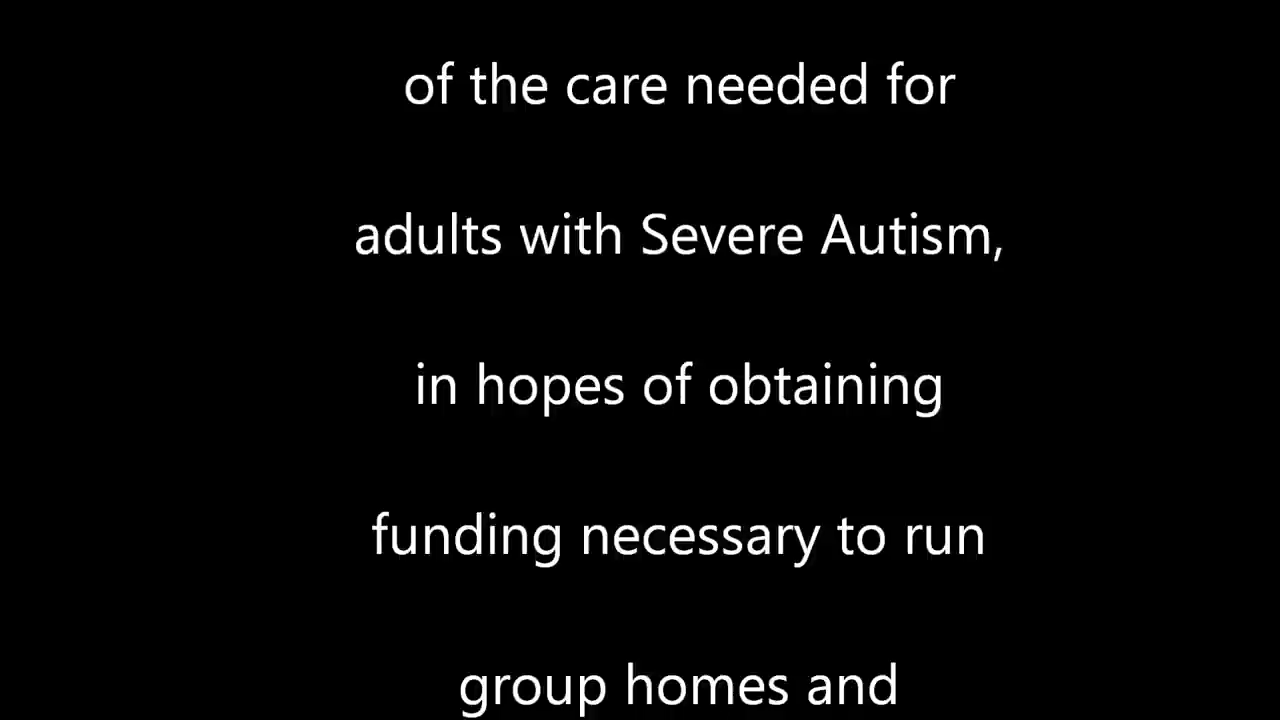 of the care needed for
adults with Severe Autism,
in hopes of obtaining
funding necessary to run
group homes and